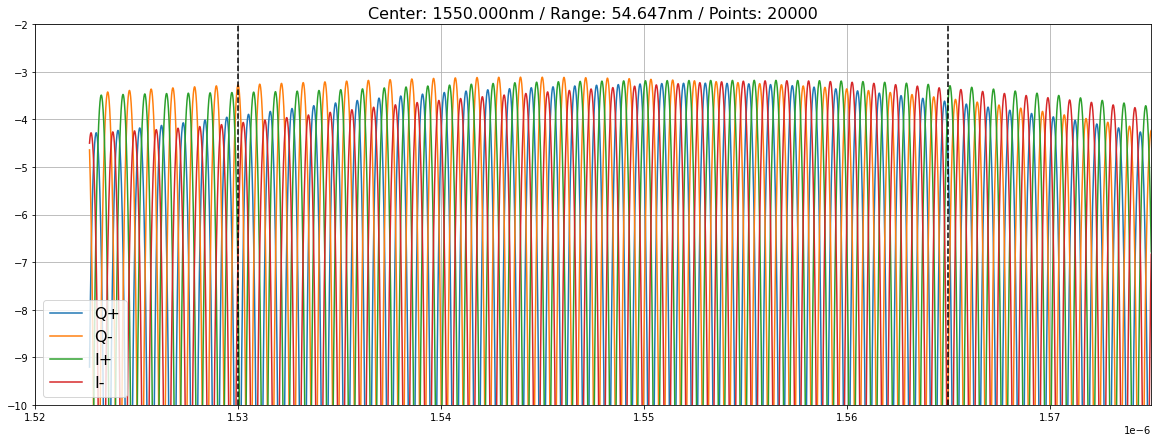 Center: 1550.000nm / Range: 54.647nm / Points: 20000
−2
−3
−4
−5
−6
−7
−8
−9
−10
Q+
Q-
I+
I-
1.52
1.53
1.54
1.55
1.56
1.57
1e−6